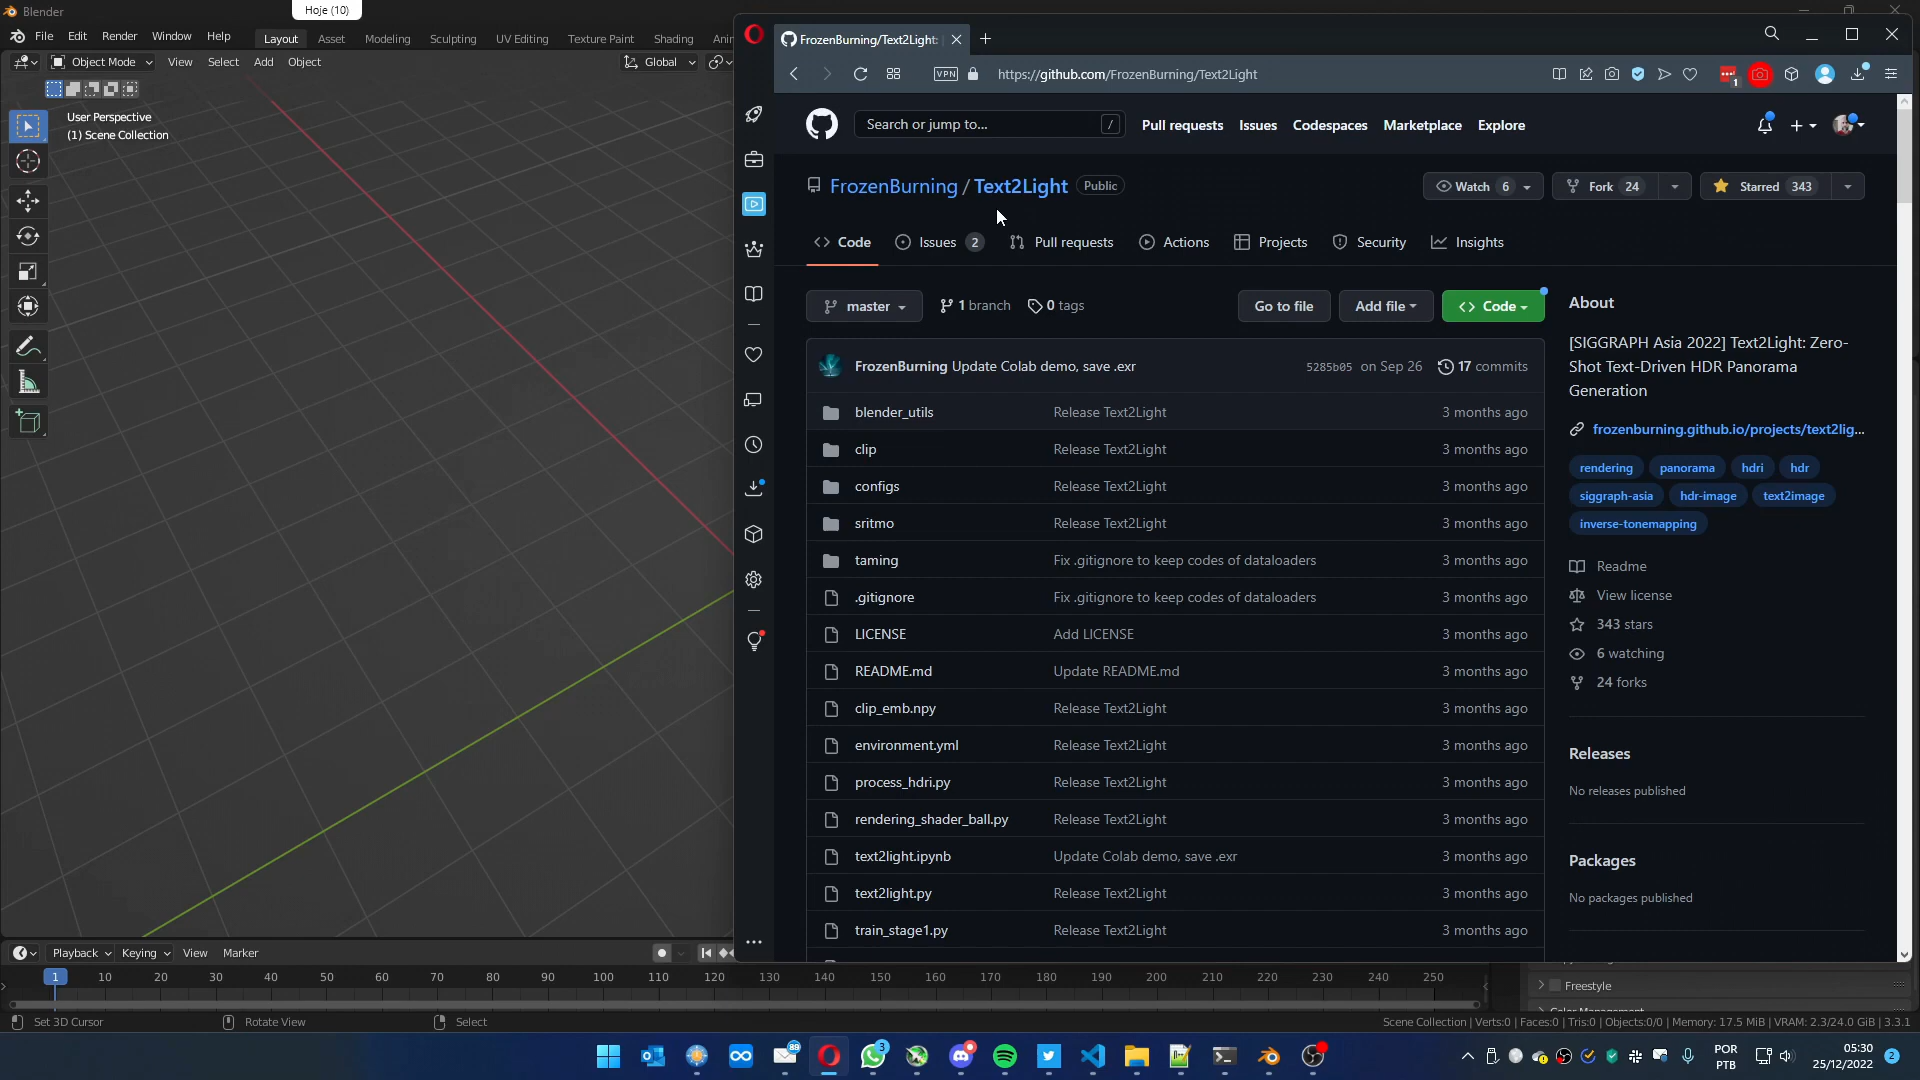 Blender
Hoje (10)
File Edit Render Window Help Layout Asset Modeling Sculpting UV Editing Texture Paint Shading
Object Mode View Select Add Object Global
User Perspective
(1) Scene Collection
FrozenBurning/Text2Light:
VPN https://github.com/FrozenBurning/Text2Light 1
Search or jump to... / Pull requests Issues Codespaces Marketplace Explore
FrozenBurning / Text2Light Public
Watch 6 Fork 24 Starred 343
Code Issues 2 Pull requests Actions Projects Security Insights
master 1 branch 0 tags Go to file Add file Code
FrozenBurning Update Colab demo, save .exr 5285b05 on Sep 26 17 commits
blender_utils Release Text2Light 3 months ago
clip Release Text2Light 3 months ago
configs Release Text2Light 3 months ago
sritmo Release Text2Light 3 months ago
taming Fix .gitignore to keep codes of dataloaders 3 months ago
.gitignore Fix .gitignore to keep codes of dataloaders 3 months ago
LICENSE Add LICENSE 3 months ago
README.md Update README.md 3 months ago
clip_emb.npy Release Text2Light 3 months ago
environment.yml Release Text2Light 3 months ago
process_hdri.py Release Text2Light 3 months ago
rendering_shader_ball.py Release Text2Light 3 months ago
text2light.ipynb Update Colab demo, save .exr 3 months ago
text2light.py Release Text2Light 3 months ago
train_stage1.py Release Text2Light 3 months ago
About
[SIGGRAPH Asia 2022] Text2Light: Zero-
Shot Text-Driven HDR Panorama
Generation
frozenburning.github.io/projects/text2lig...
rendering panorama hdri hdr
siggraph-asia hdr-image text2image
inverse-tonemapping
Readme
View license
343 stars
6 watching
24 forks
Releases
No releases published
Packages
No packages published
Playback Keying View Marker
1 10 20 30 40 50 60 70 80 90 100 110 120 130 140 150 160 170 180 190 200 210 220 230 240 250
Freestyle
Set 3D Cursor Rotate View Select
Scene Collection | Verts:0 | Faces:0 | Tris:0 | Objects:0/0 | Memory: 17.5 MiB | VRAM: 2.3/24.0 GiB | 3.3.1
89 3
POR
PTB
05:30
25/12/2022
2